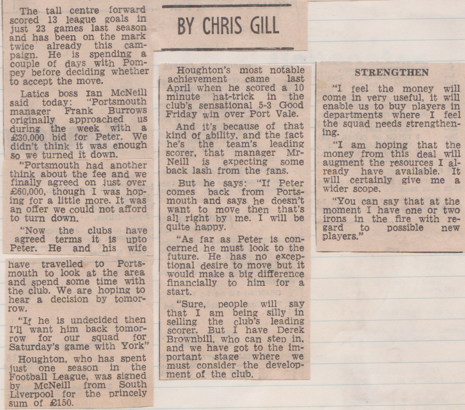 The tall centre forward
scored 13 league goals in
just 23 games last season
and has been on the mark
twice already this cam-
paign. He is spending a
couple of days with Pom-
pey before deciding whether
to accept the move.
Latics boss Ian McNeill
said today: "Portsmouth
manager Frank Burrows
originally approached us
during the week with a
£30,000 bid for Peter. We
didn't think it was enough
so we turned it down.
"Portsmouth had another
think about the fee and we
finally agreed on just over
£60,000, though I was hop-
ing for a little more. It was
an offer we could not afford
to turn down.
"Now the clubs have
agreed terms it is upto
Peter. He and his wife
have travelled to Ports-
mouth to look at the area
and spend some time with
the club. We are hoping to
hear a decision by tomor-
row.
"If he is undecided then
I'll want him back tomor-
row for our squad for
Saturday's game with York"
Houghton, who has spent
just one season in the
Football League, was signed
by McNeill from South
Liverpool for the princely
sum of £150.
BY CHRIS GILL
Houghton's most notable
achievement came last
April when he scored a 10
minute hat-trick in the
club's sensational 5-3 Good
Friday win over Port Vale.
And it's because of that
kind of ability, and the fact
he's the team's leading
scorer, that manager Mc-
Neill is expecting some
back lash from the fans.
But he says: "If Peter
comes back from Ports-
mouth and says he doesn't
want to move then that's
all right by me. I will be
quite happy.
"As far as Peter is con-
cerned he must look to the
future. He has no excep-
tional desire to move but it
would make a big difference
financially to him for a
start.
"Sure, people will say
that I am being silly in
selling the club's leading
scorer. But I have Derek
Brownbill, who can step in,
and we have got to the im-
portant stage where we
must consider the develop-
ment of the club.
STRENGTHEN
"I feel the money will
come in very useful. it will
enable us to buy players in
departments where I feel
the squad needs strengthen-
ing.
"I am hoping that the
money from this deal will
augment the resources I al-
ready have available. It
will certainly give me a
wider scope.
"You can say that at the
moment I have one or two
irons in the fire with re-
gard to possible new
players."